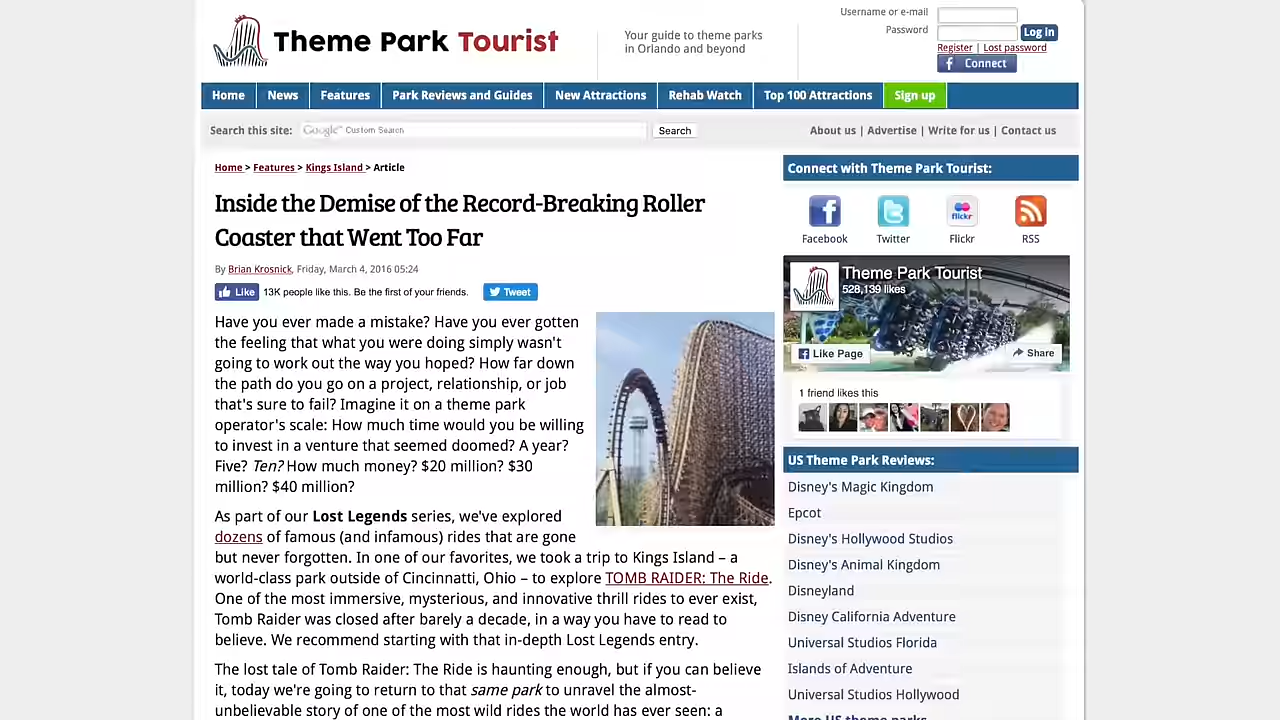 Theme Park Tourist
Your guide to theme parks
in Orlando and beyond
Username or e-mail
Password
Log in
Register | Lost password
Connect
Home
News
Features
Park Reviews and Guides
New Attractions
Rehab Watch
Top 100 Attractions
Sign up
Search this site:
Google™ Custom Search
Search
About us | Advertise | Write for us | Contact us
Home > Features > Kings Island > Article
Inside the Demise of the Record-Breaking Roller
Coaster that Went Too Far
By Brian Krosnick, Friday, March 4, 2016 05:24
Like
13K people like this. Be the first of your friends.
Tweet
Have you ever made a mistake? Have you ever gotten
the feeling that what you were doing simply wasn't
going to work out the way you hoped? How far down
the path do you go on a project, relationship, or job
that's sure to fail? Imagine it on a theme park
operator's scale: How much time would you be willing
to invest in a venture that seemed doomed? A year?
Five? Ten? How much money? $20 million? $30
million? $40 million?
As part of our Lost Legends series, we've explored
dozens of famous (and infamous) rides that are gone
but never forgotten. In one of our favorites, we took a trip to Kings Island – a
world-class park outside of Cincinnatti, Ohio – to explore TOMB RAIDER: The Ride.
One of the most immersive, mysterious, and innovative thrill rides to ever exist,
Tomb Raider was closed after barely a decade, in a way you have to read to
believe. We recommend starting with that in-depth Lost Legends entry.
The lost tale of Tomb Raider: The Ride is haunting enough, but if you can believe
it, today we're going to return to that same park to unravel the almost-
unbelievable story of one of the most wild rides the world has ever seen: a
Connect with Theme Park Tourist:
Facebook
Twitter
flickr
Flickr
RSS
Theme Park Tourist
528,139 likes
Like Page
Share
1 friend likes this
US Theme Park Reviews:
Disney's Magic Kingdom
Epcot
Disney's Hollywood Studios
Disney's Animal Kingdom
Disneyland
Disney California Adventure
Universal Studios Florida
Islands of Adventure
Universal Studios Hollywood
More US theme parks